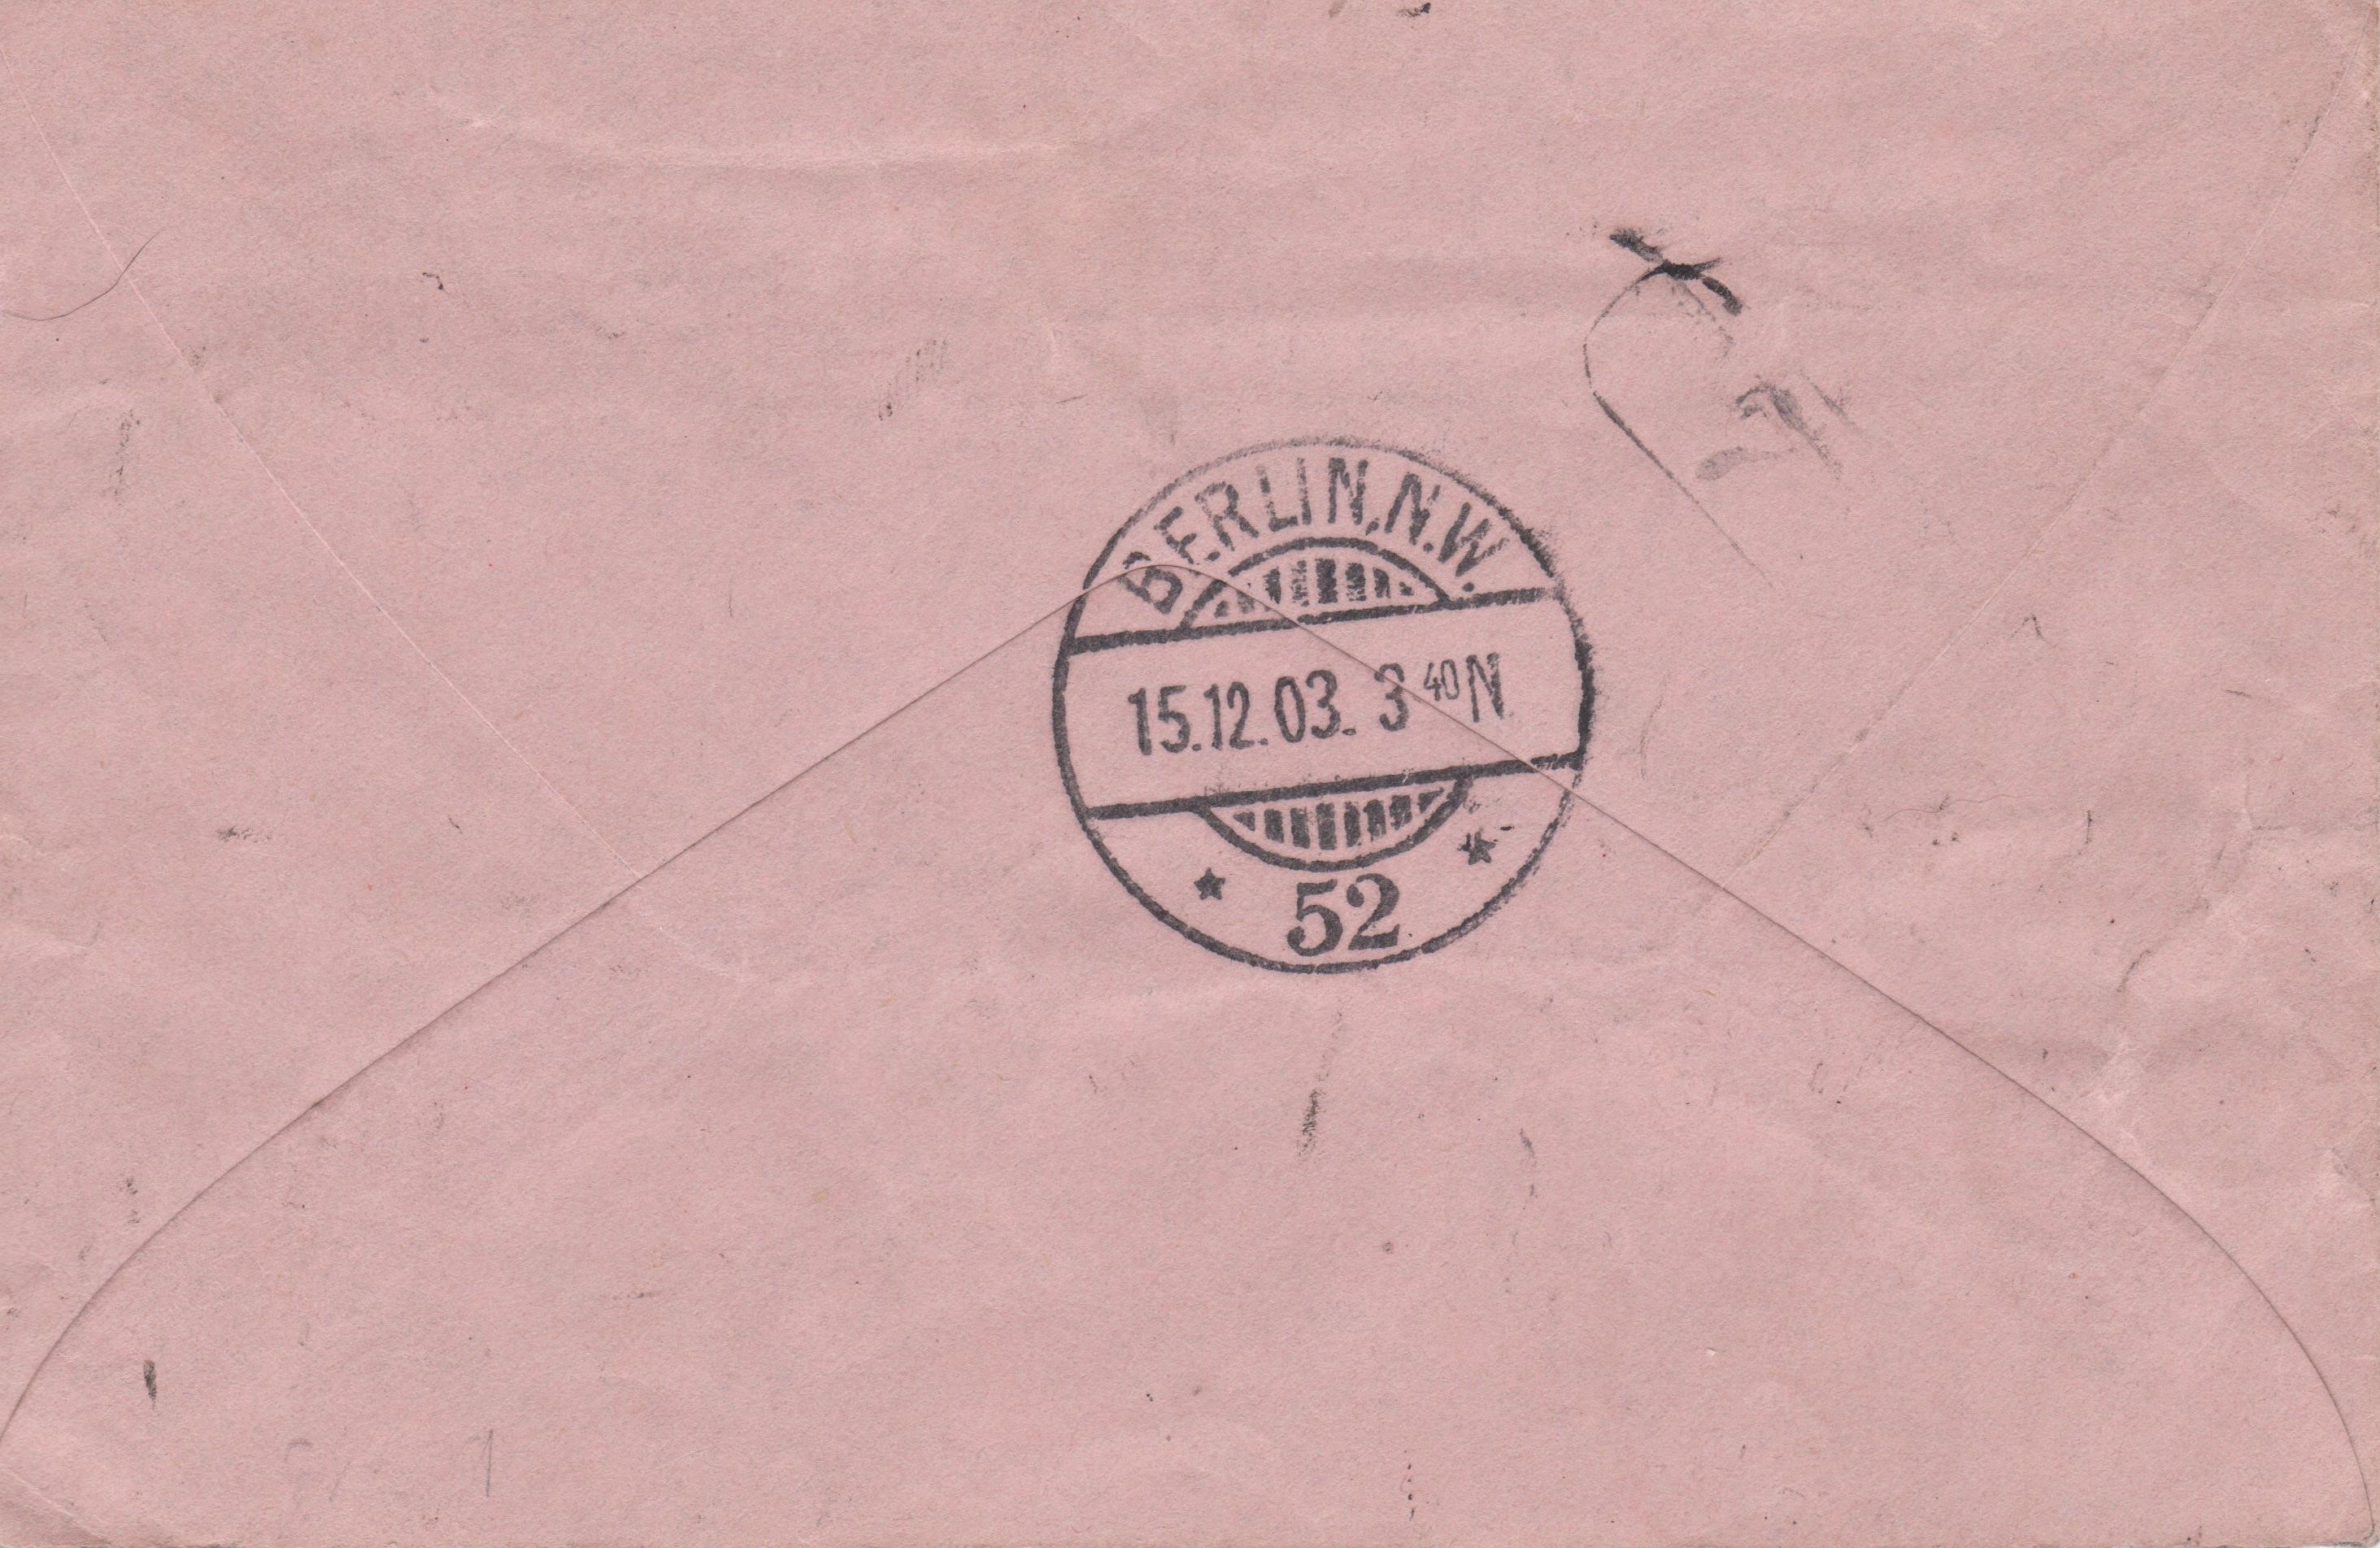 BERLIN, N.W.
15.12.03. 3 40 N
* 52 *